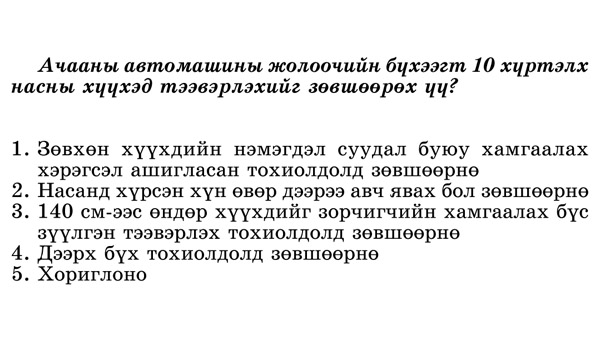 Ачааны автомашины жолоочийн бүхээгт 10 хүртэлх
насны хүүхэд тээвэрлэхийг зөвшөөрөх үү?
1. Зөвхөн хүүхдийн нэмэгдэл суудал буюу хамгаалах
хэрэгсэл ашигласан тохиолдолд зөвшөөрнө
2. Насанд хүрсэн хүн өвөр дээрээ авч явах бол зөвшөөрнө
3. 140 см-ээс өндөр хүүхдийг зорчигчийн хамгаалах бүс
зүүлгэн тээвэрлэх тохиолдолд зөвшөөрнө
4. Дээрх бүх тохиолдолд зөвшөөрнө
5. Хориглоно